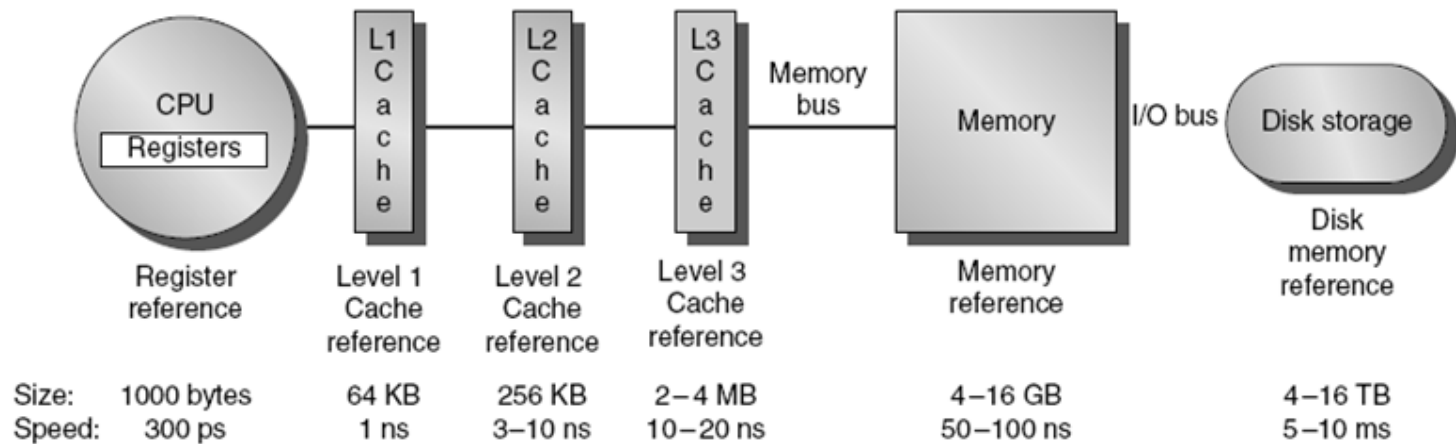 CPU
Registers
L1
C
a
c
h
e
L2
C
a
c
h
e
L3
C
a
c
h
e
Memory
bus
Memory
I/O bus
Disk storage
Register
reference
Level 1
Cache
reference
Level 2
Cache
reference
Level 3
Cache
reference
Memory
reference
Disk
memory
reference
Size: 1000 bytes 64 KB 256 KB 2–4 MB 4–16 GB 4–16 TB
Speed: 300 ps 1 ns 3–10 ns 10–20 ns 50–100 ns 5–10 ms